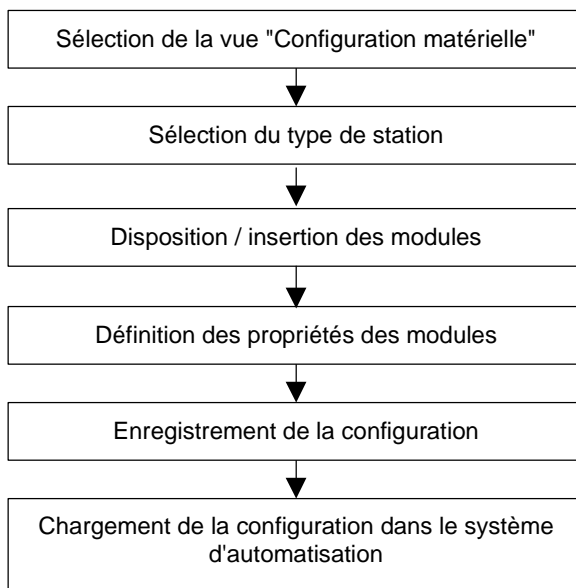 Sélection de la vue "Configuration matérielle"
Sélection du type de station
Disposition / insertion des modules
Définition des propriétés des modules
Enregistrement de la configuration
Chargement de la configuration dans le système
d'automatisation